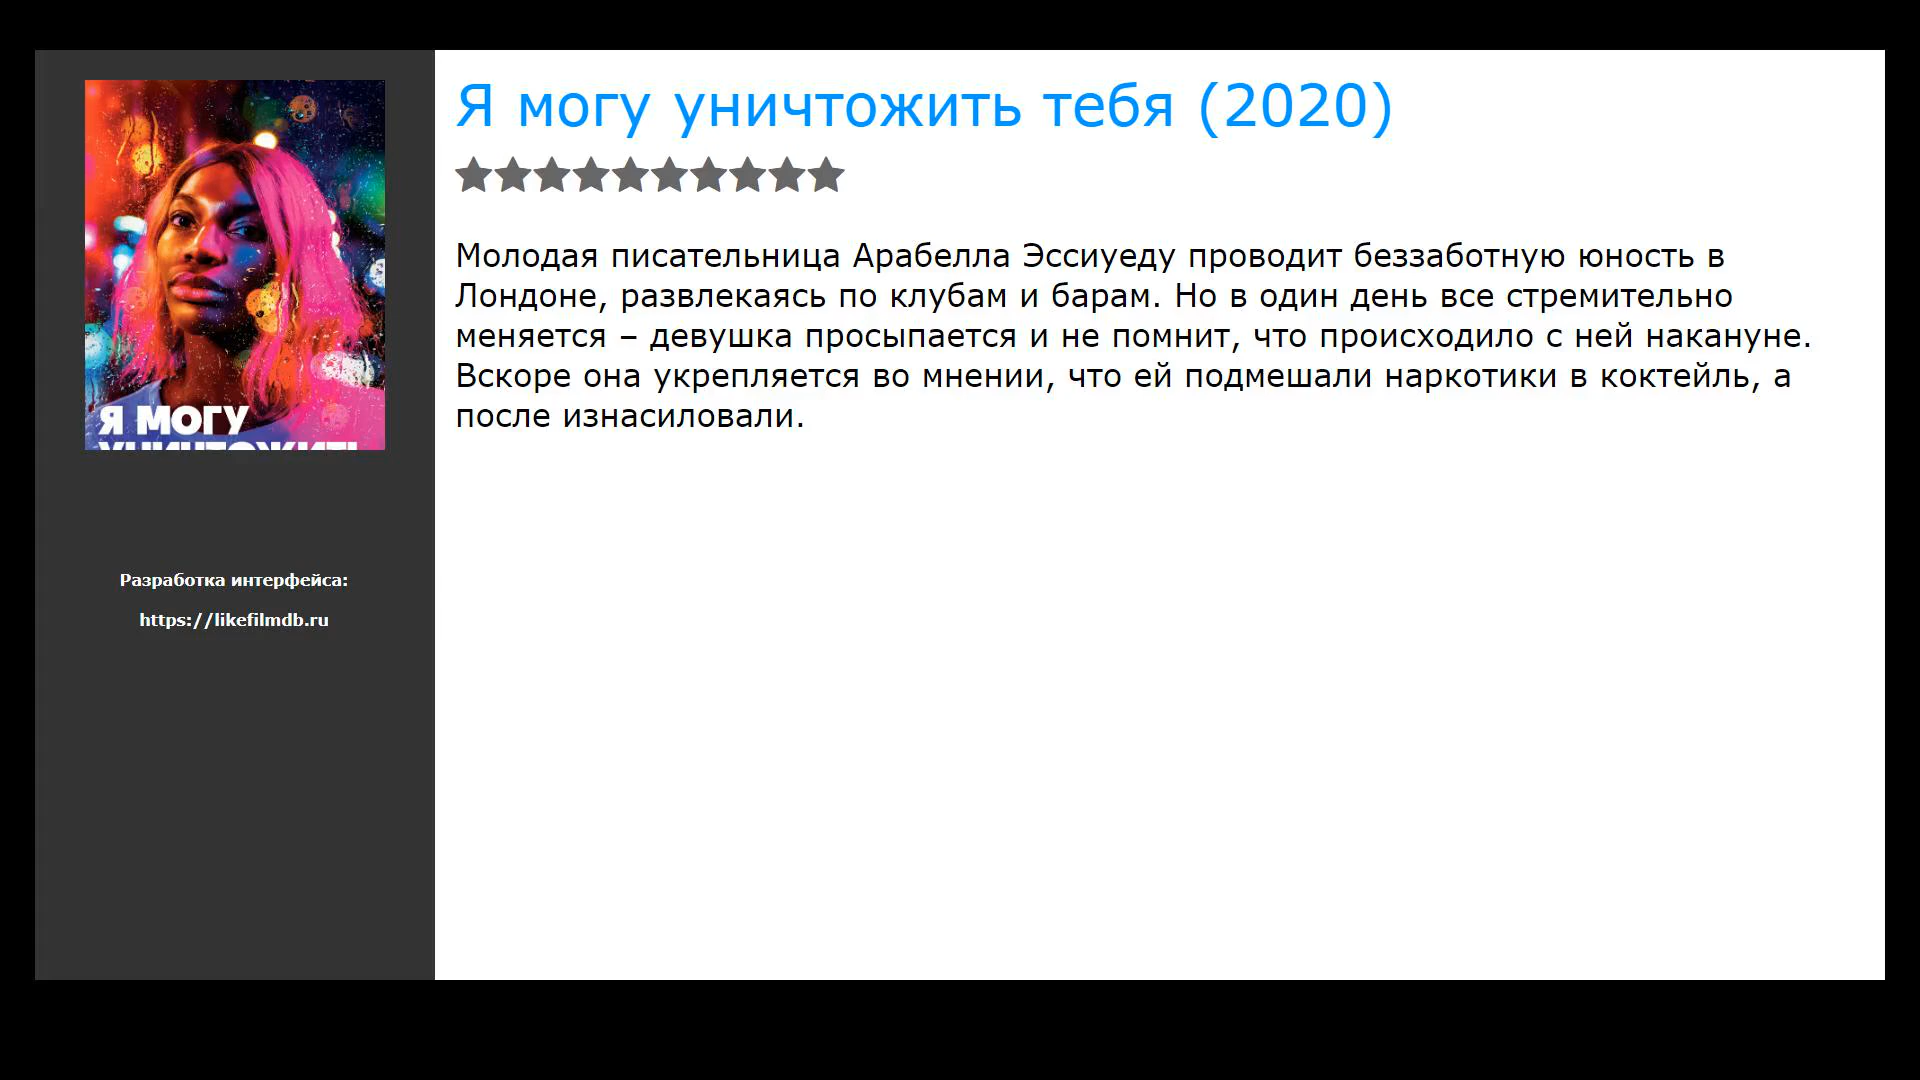 Я МОГУ
УНИЧТОЖИТЬ
Разработка интерфейса:
https://likefilmdb.ru
Я могу уничтожить тебя (2020)
Молодая писательница Арабелла Эссиуеду проводит беззаботную юность в
Лондоне, развлекаясь по клубам и барам. Но в один день все стремительно
меняется – девушка просыпается и не помнит, что происходило с ней накануне.
Вскоре она укрепляется во мнении, что ей подмешали наркотики в коктейль, а
после изнасиловали.